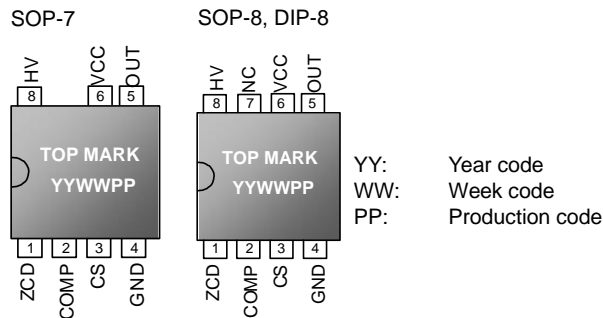 SOP-7
SOP-8, DIP-8
HV
VCC
OUT
8
6
5
TOP MARK
YYWWPP
1
2
3
4
ZCD
COMP
CS
GND
HV
NC
VCC
OUT
8
7
6
5
TOP MARK
YYWWPP
1
2
3
4
ZCD
COMP
CS
GND
YY: Year code
WW: Week code
PP: Production code